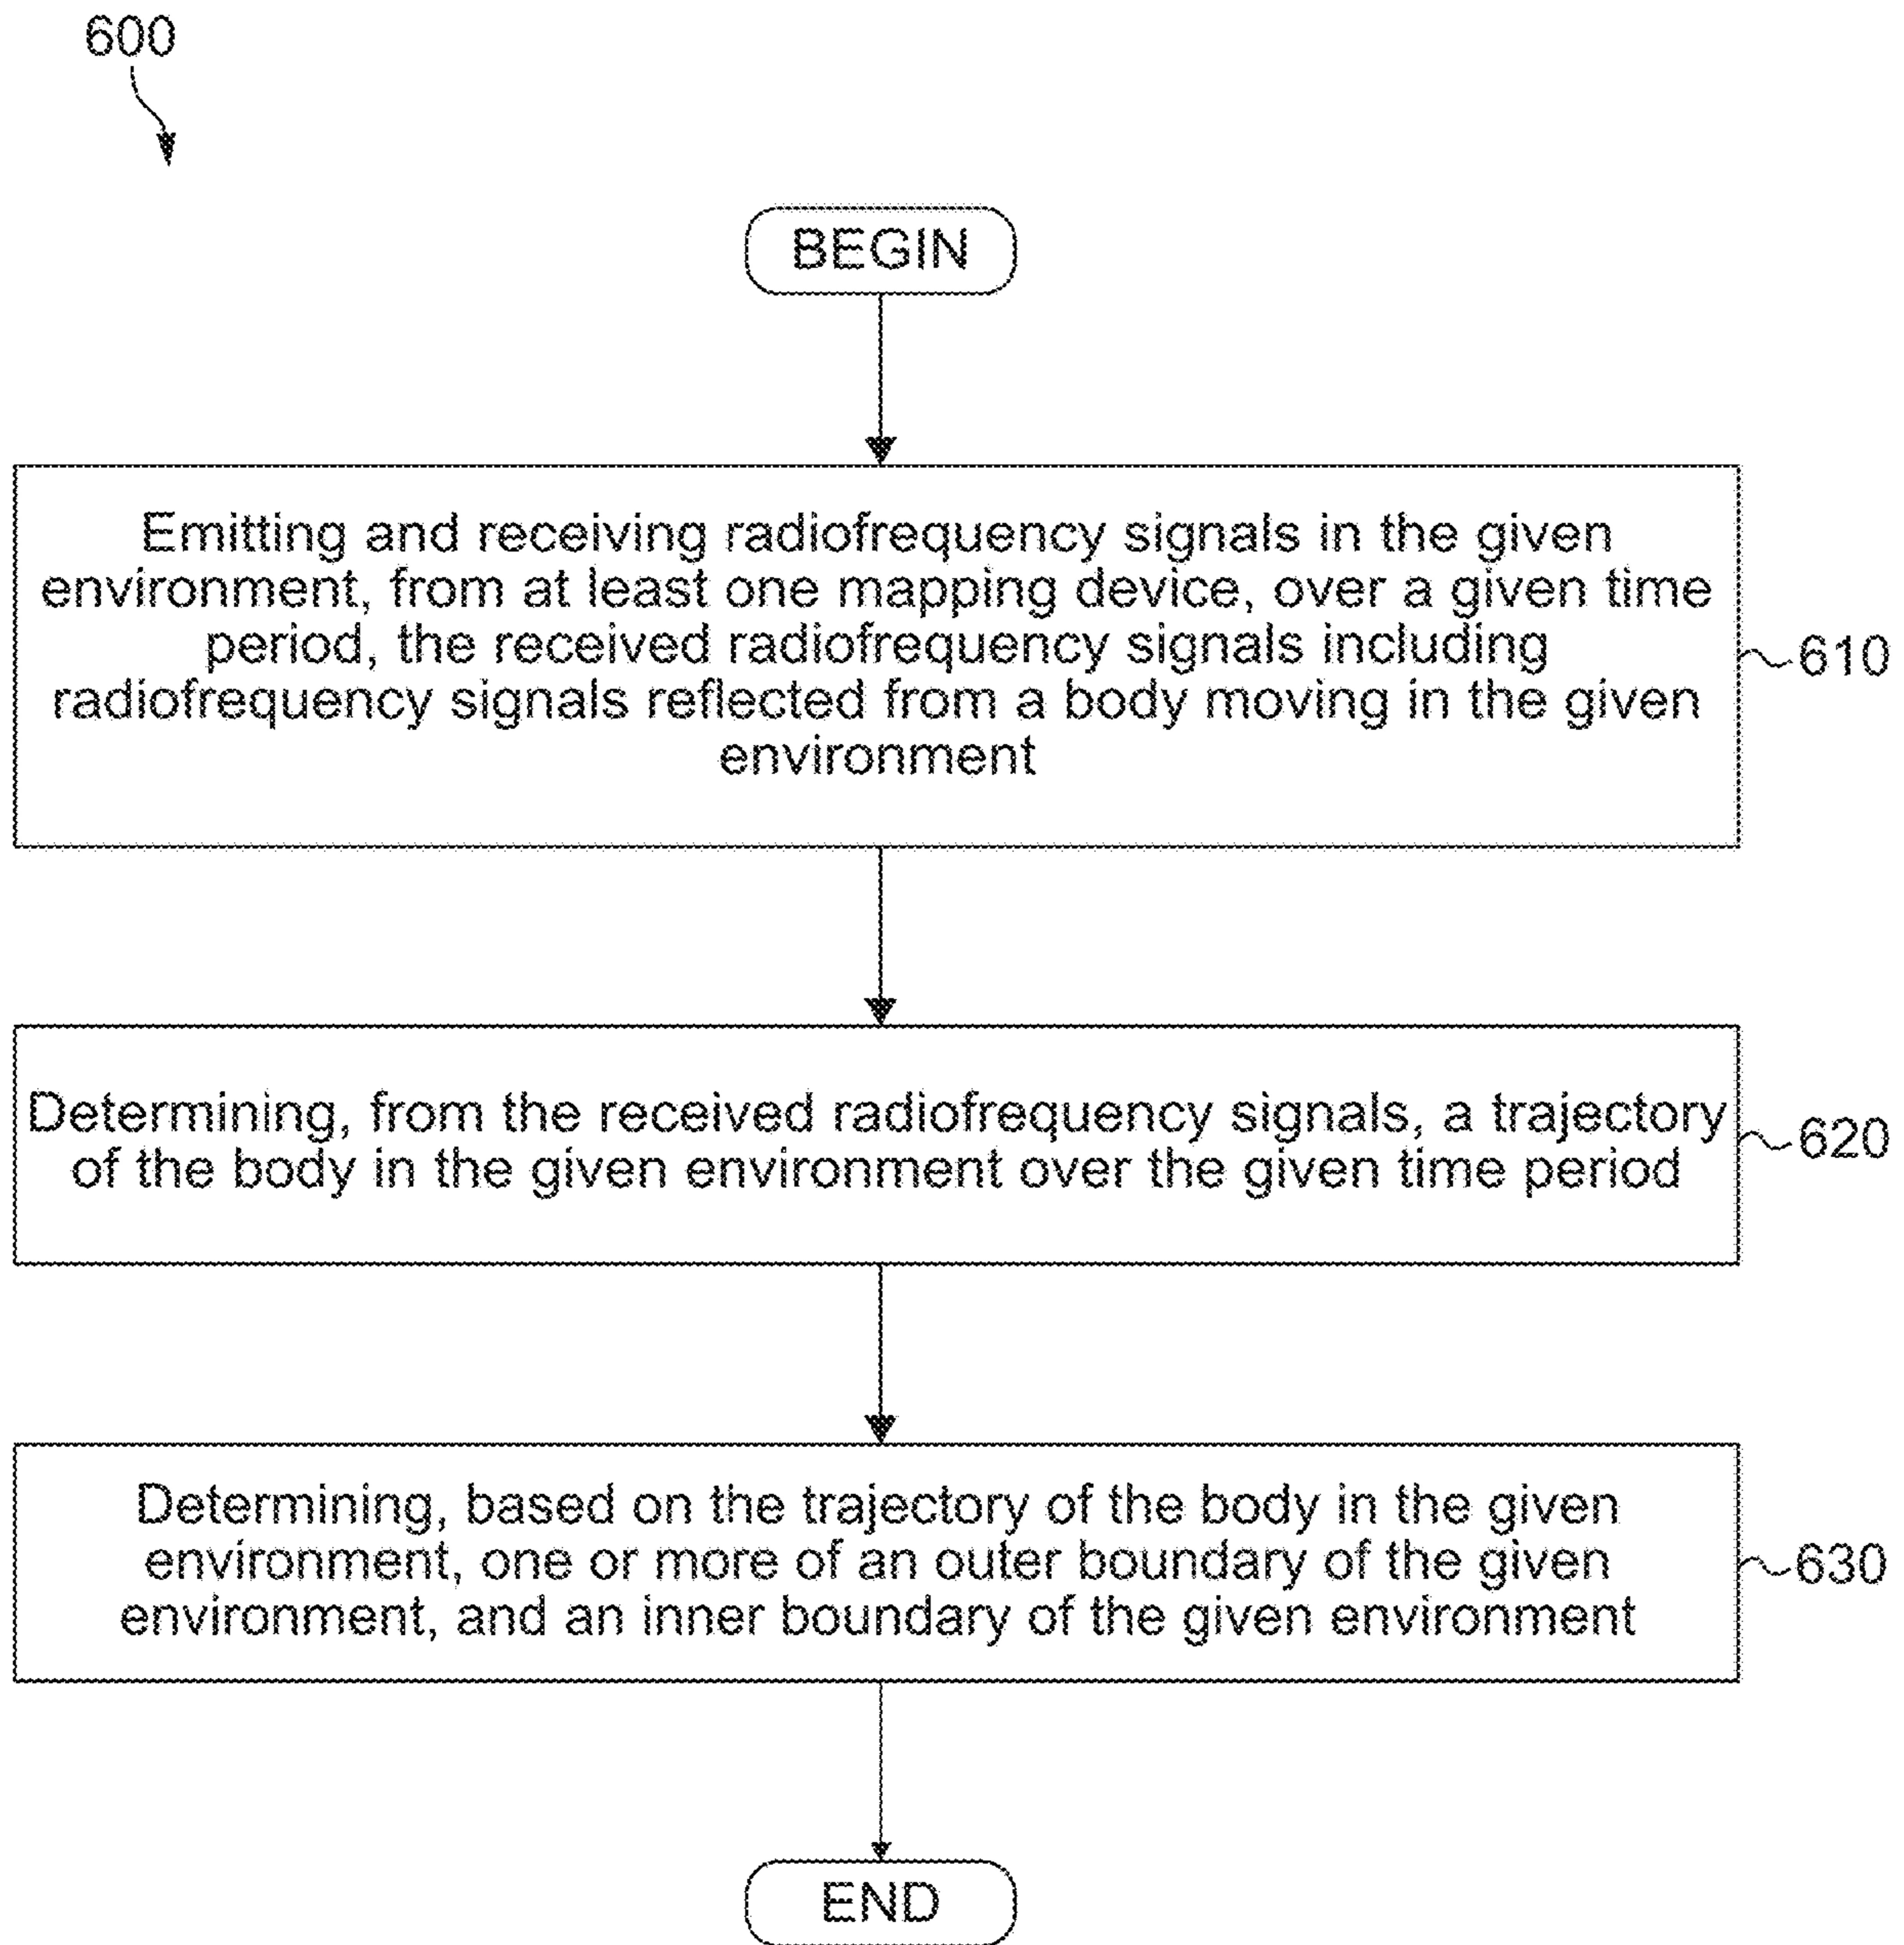 600
BEGIN
Emitting and receiving radiofrequency signals in the given
environment, from at least one mapping device, over a given time
period, the received radiofrequency signals including
radiofrequency signals reflected from a body moving in the given
environment
610
Determining, from the received radiofrequency signals, a trajectory
of the body in the given environment over the given time period
620
Determining, based on the trajectory of the body in the given
environment, one or more of an outer boundary of the given
environment, and an inner boundary of the given environment
630
END